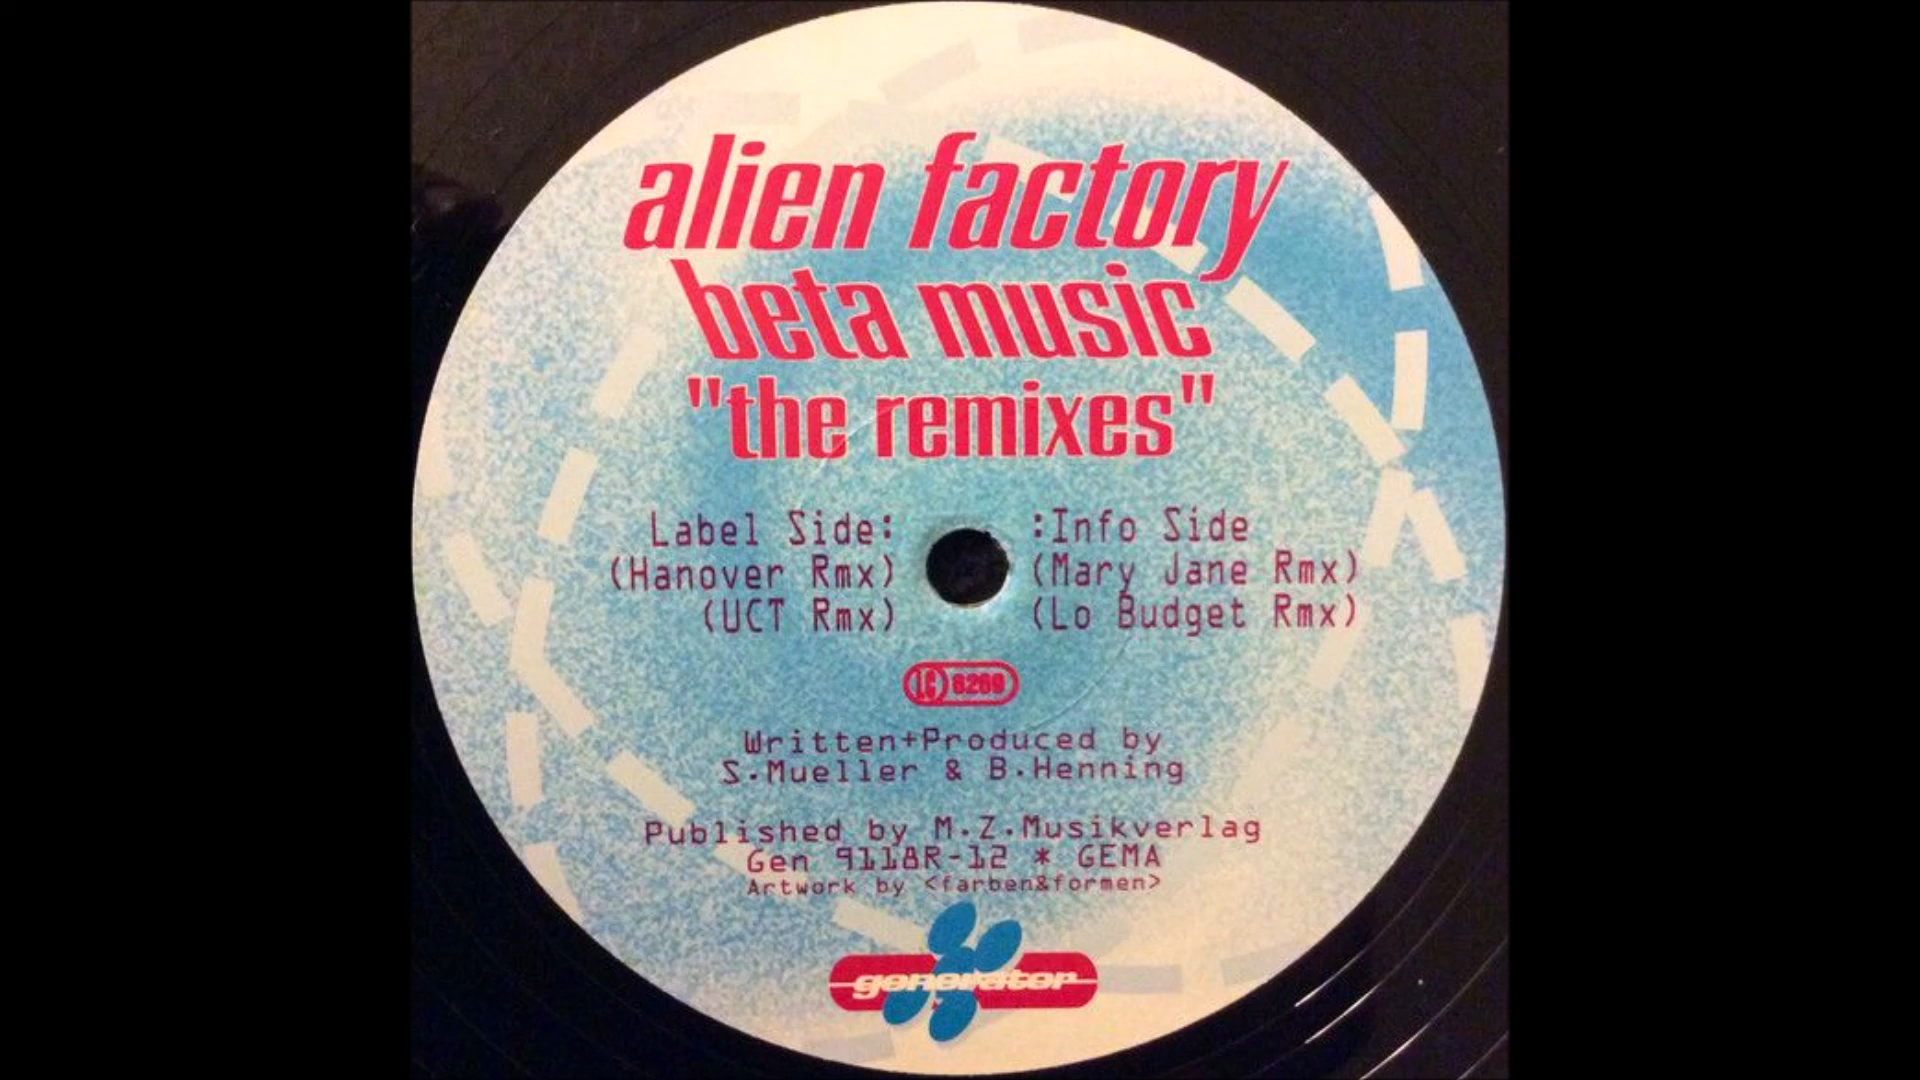 alien factory
beta music
"the remixes"
Label Side: :Info Side
(Hanover Rmx) (Mary Jane Rmx)
(UCT Rmx) (Lo Budget Rmx)
LC 6269
Written+Produced by
S.Mueller & B.Henning
Published by M.Z.Musikverlag
Gen 9118R-12 * GEMA
Artwork by <farben&formen>
generator